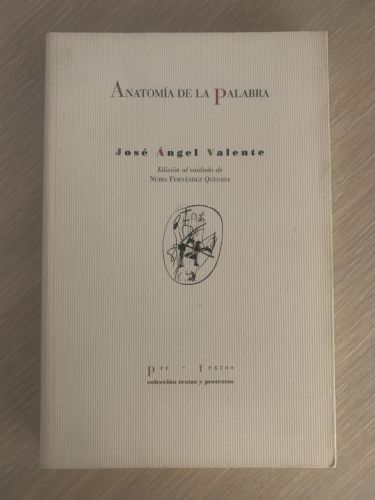 ANATOMÍA DE LA PALABRA
José Ángel Valente
Edición al cuidado de
NURIA FERNÁNDEZ QUESADA
Pre - textos
colección textos y pretextos